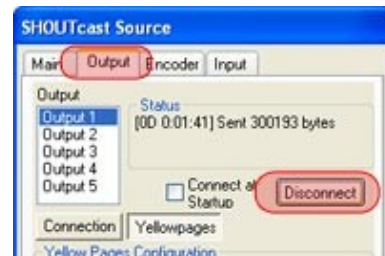 SHOUTcast Source
Main Output Encoder Input
Output
Status
Output 1
[0D 0:01:41] Sent 300193 bytes
Output 2
Output 3
Output 4
Output 5
Connect at
Startup
Disconnect
Connection Yellowpages
Yellow Pages Configuration